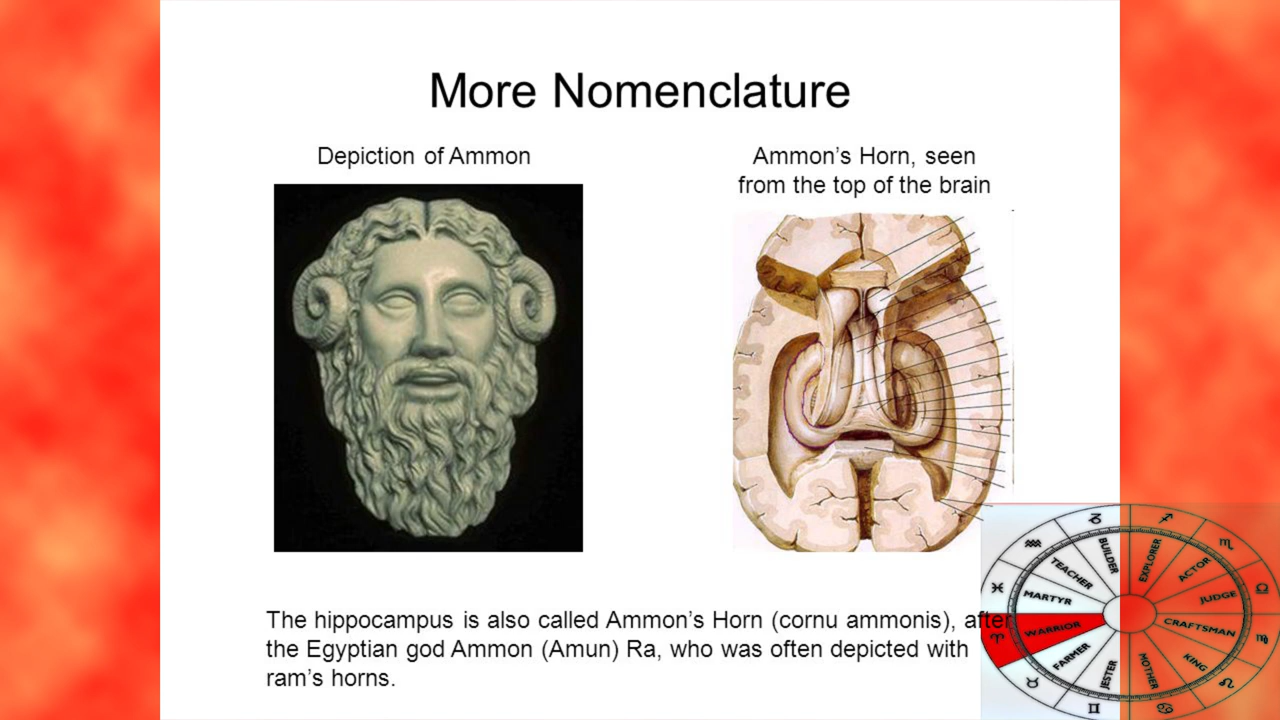 More Nomenclature
Depiction of Ammon
Ammon’s Horn, seen
from the top of the brain
The hippocampus is also called Ammon’s Horn (cornu ammonis), after
the Egyptian god Ammon (Amun) Ra, who was often depicted with
ram’s horns.
BUILDER
EXPLORER
ACTOR
JUDGE
CRAFTSMAN
KING
MOTHER
JESTER
FARMER
WARRIOR
MARTYR
TEACHER